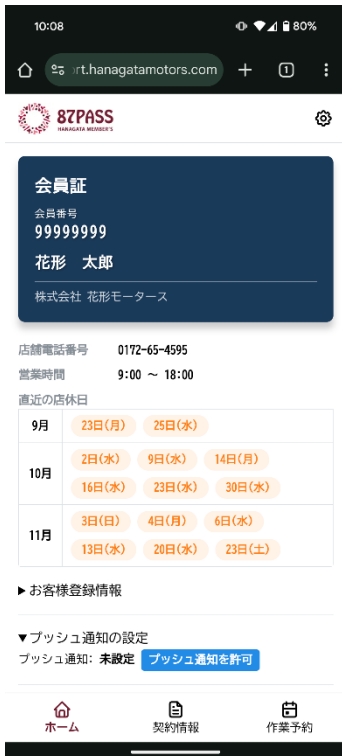 10:08
80%
rt.hanagatamotors.com
1
87PASS
HANAGATA MEMBER'S
会員証
会員番号
99999999
花形　太郎
株式会社 花形モータース
店舗電話番号 0172-65-4595
営業時間 9:00 ～ 18:00
直近の店休日
9月 23日(月) 25日(水)
10月 2日(水) 9日(水) 14日(月)
16日(水) 23日(水) 30日(水)
11月 3日(日) 4日(月) 6日(水)
13日(水) 20日(水) 23日(土)
▶お客様登録情報
▼プッシュ通知の設定
プッシュ通知: 未設定 プッシュ通知を許可
ホーム 契約情報 作業予約